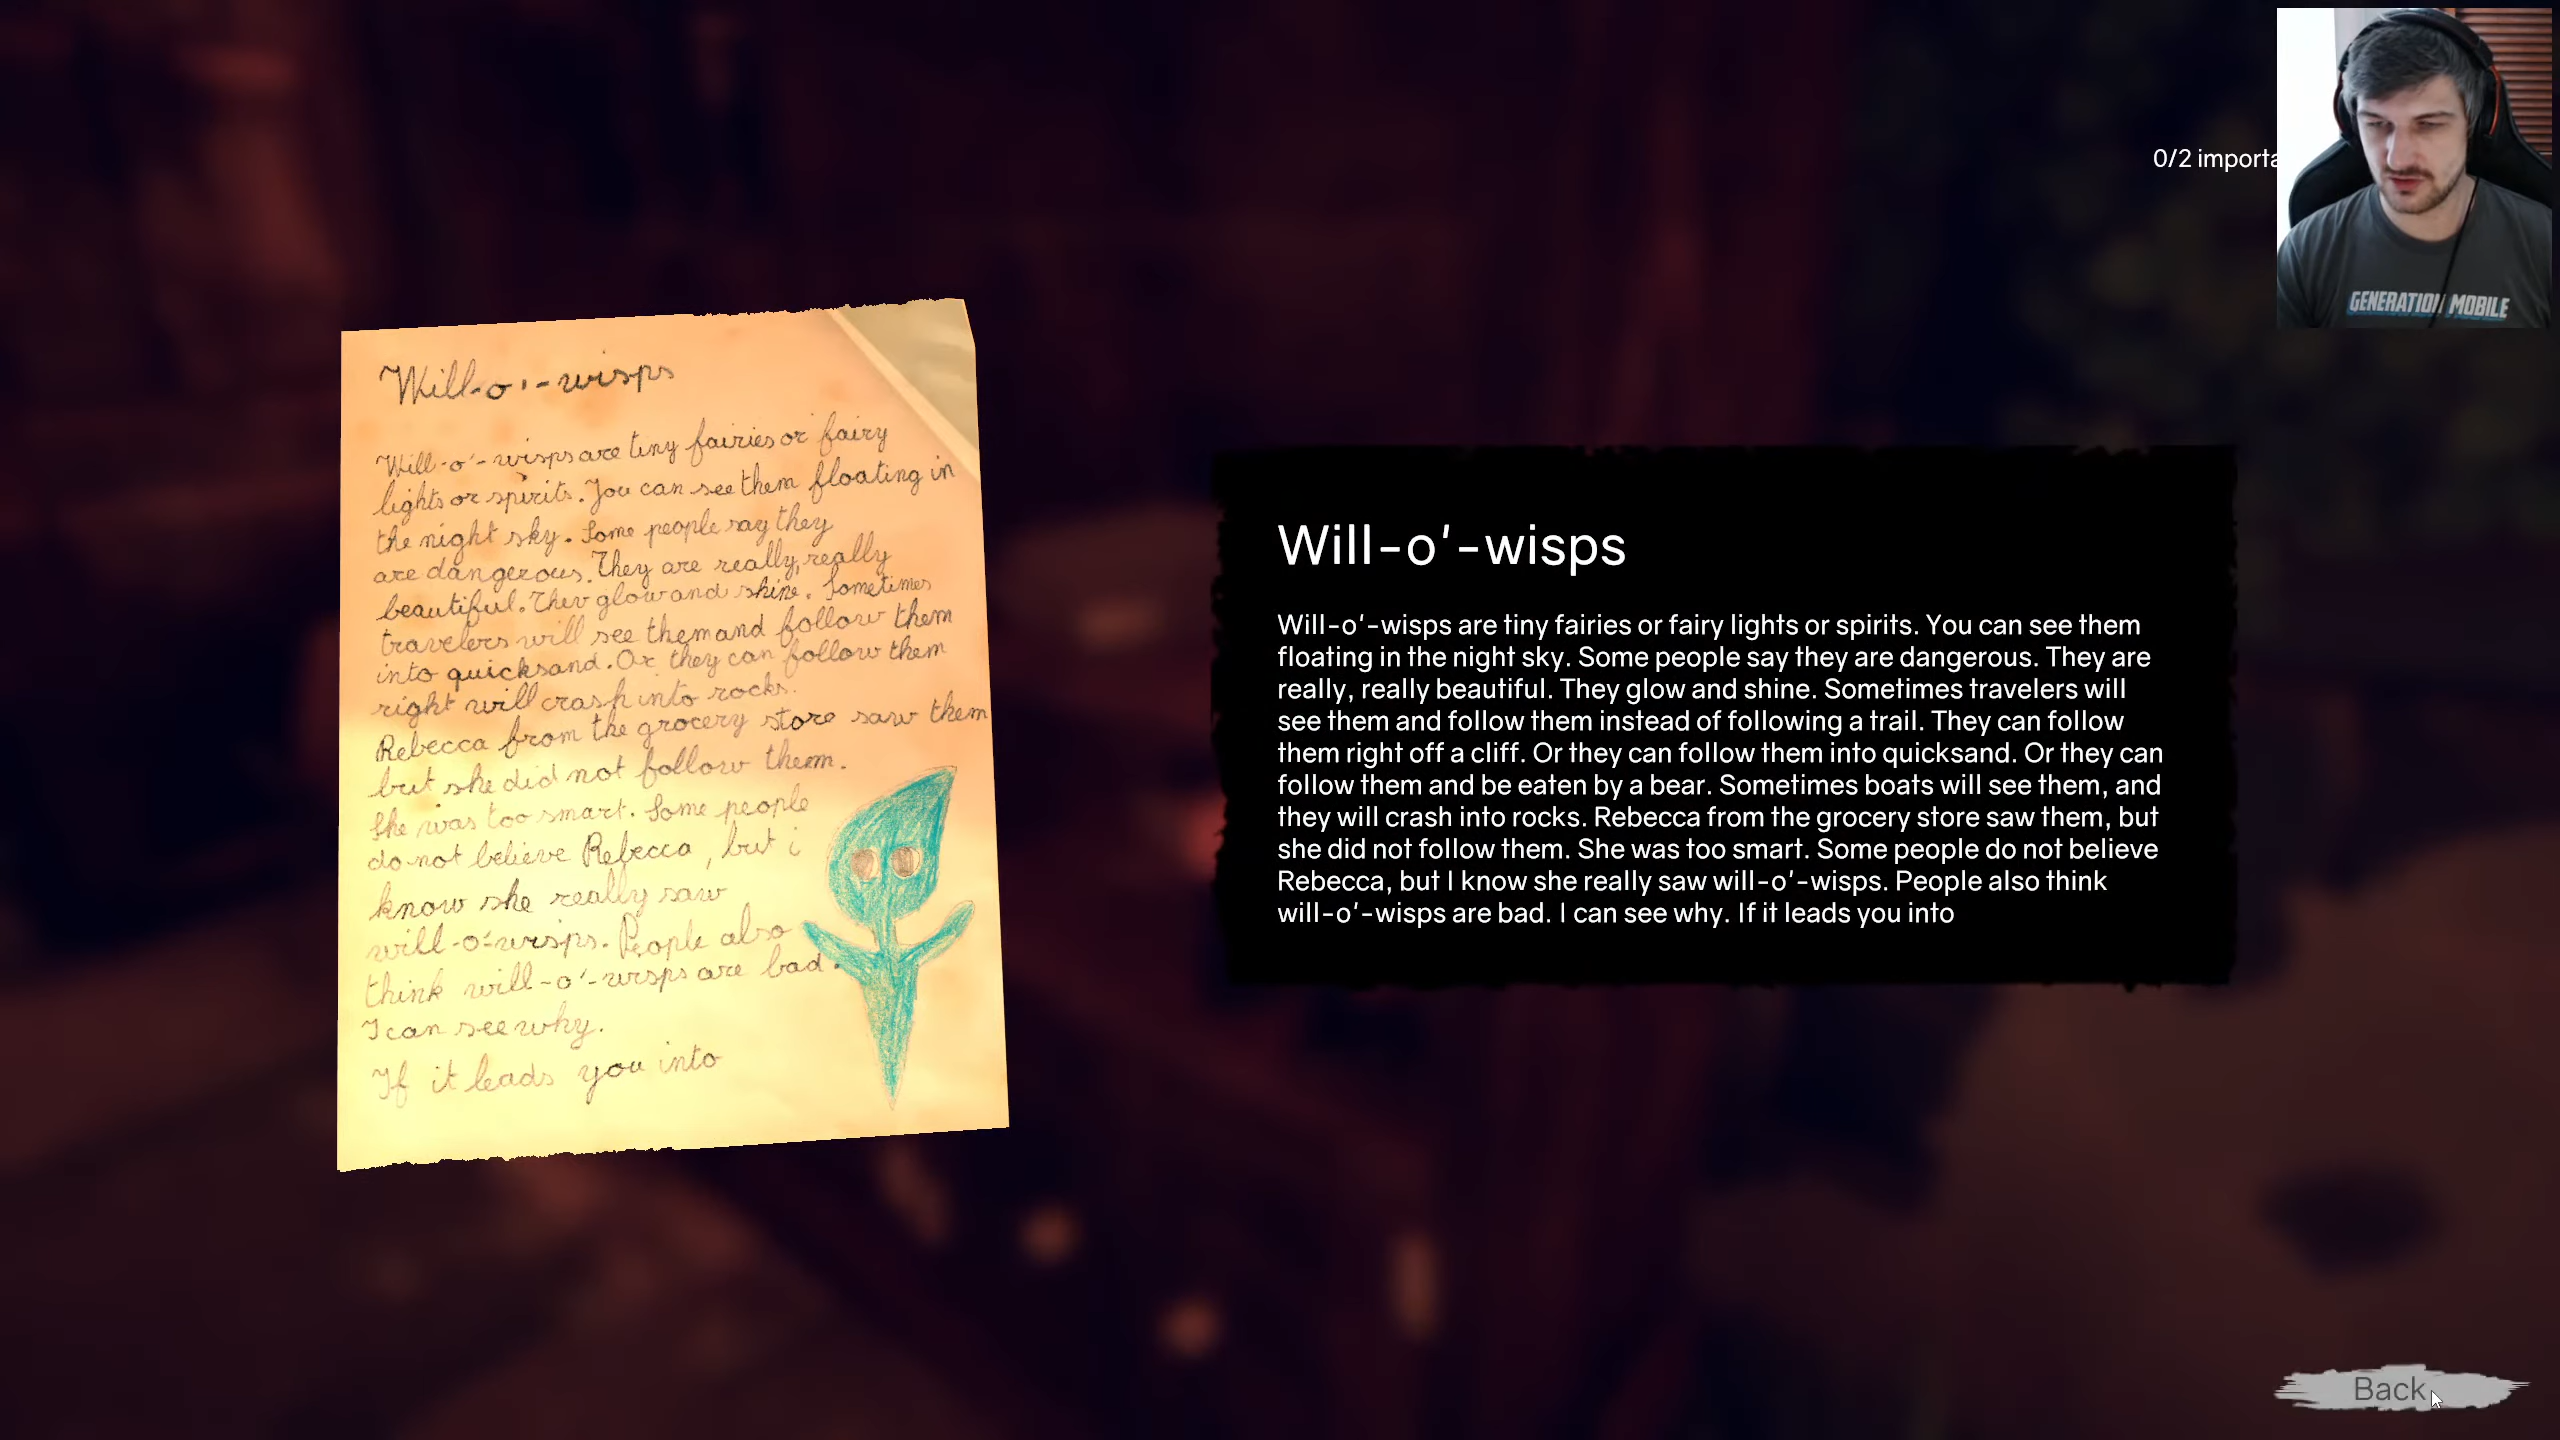 Will-o'-wisps
Will-o'-wisps are tiny fairies or fairy
lights or spirits. You can see them floating in
the night sky. Some people say they
are dangerous. They are really, really
beautiful. They glow and shine. Sometimes
travelers will see them and follow them
into quicksand. Or they can follow them
right will crash into rocks.
Rebecca from the grocery store saw them
but she did not follow them.
She was too smart. Some people
do not believe Rebecca, but i
know she really saw
will-o'-wisps. People also
think will-o'-wisps are bad.
I can see why.
If it leads you into
Will-o'-wisps
Will-o'-wisps are tiny fairies or fairy lights or spirits. You can see them
floating in the night sky. Some people say they are dangerous. They are
really, really beautiful. They glow and shine. Sometimes travelers will
see them and follow them instead of following a trail. They can follow
them right off a cliff. Or they can follow them into quicksand. Or they can
follow them and be eaten by a bear. Sometimes boats will see them, and
they will crash into rocks. Rebecca from the grocery store saw them, but
she did not follow them. She was too smart. Some people do not believe
Rebecca, but I know she really saw will-o'-wisps. People also think
will-o'-wisps are bad. I can see why. If it leads you into
0/2 importa
GENERATION MOBILE
Back